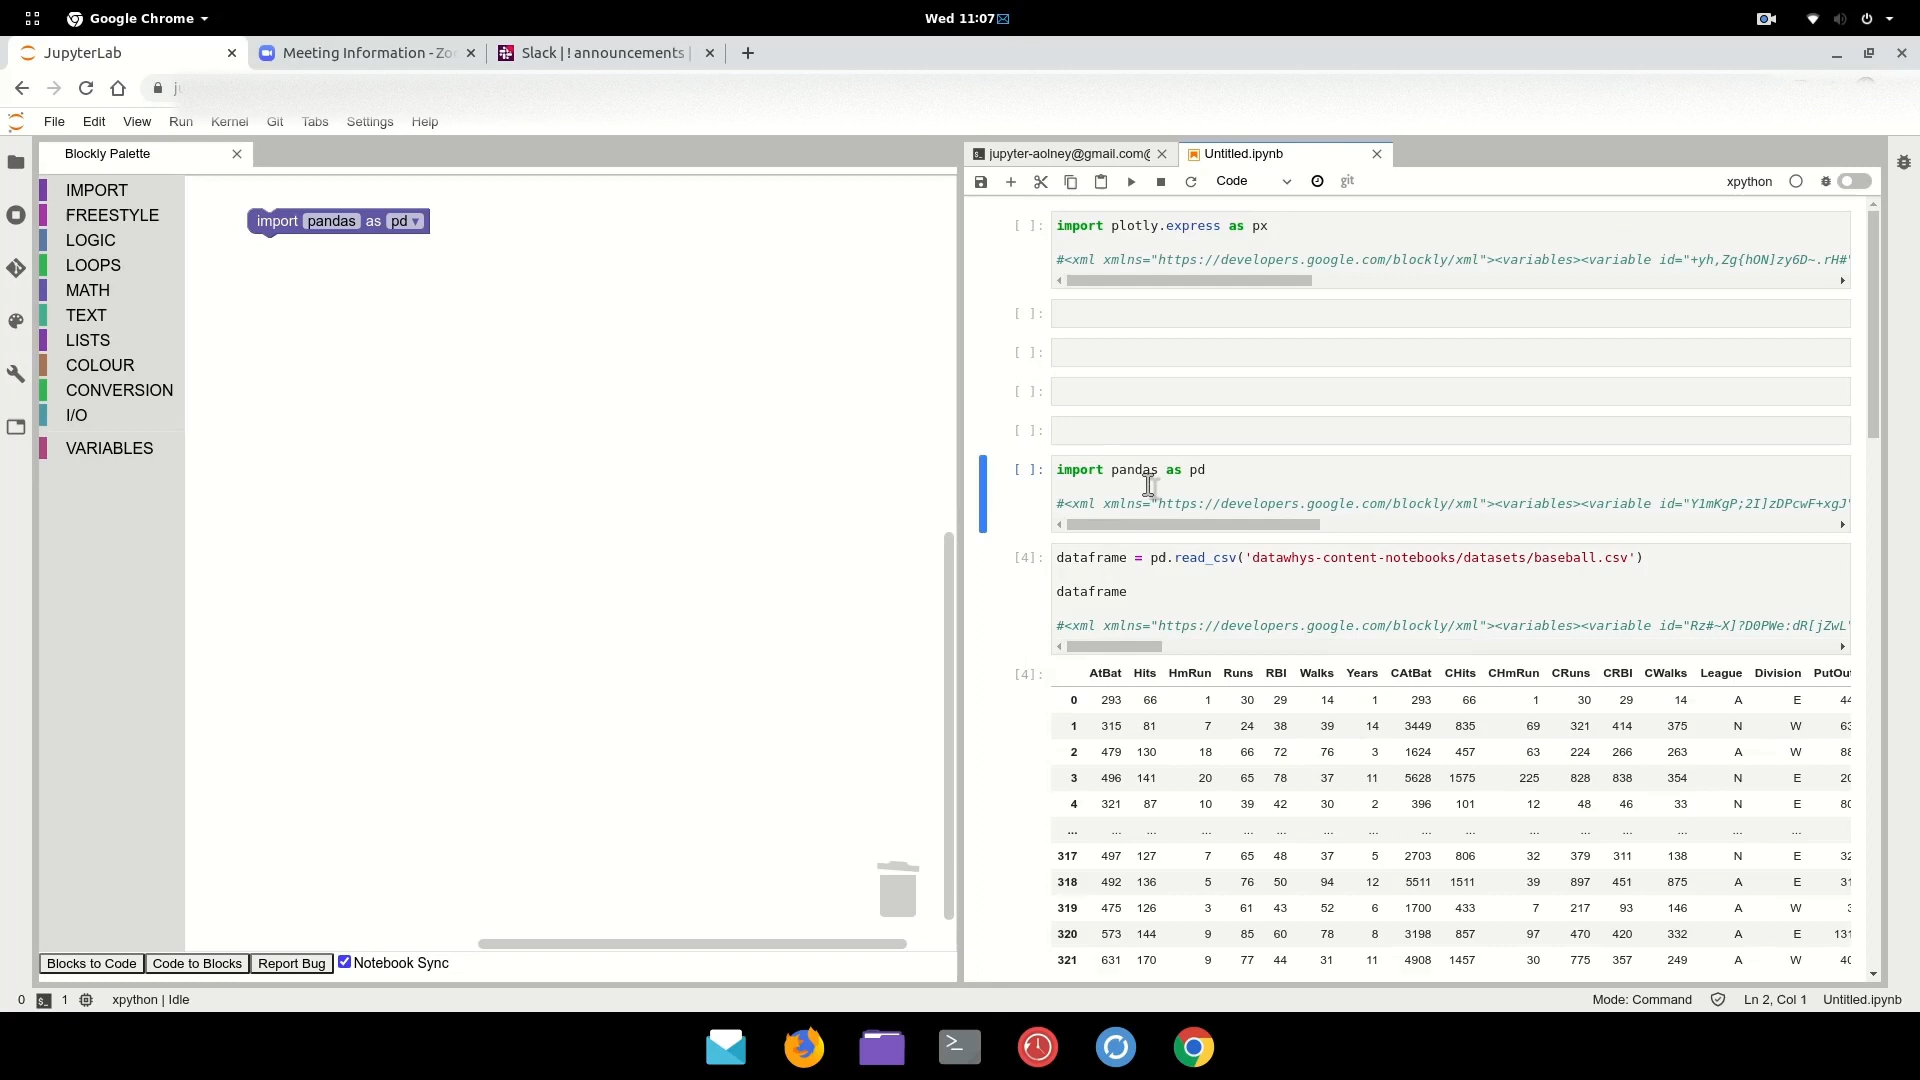 Google Chrome
Wed 11:07
JupyterLab
Meeting Information - Zo
Slack | ! announcements |
File Edit View Run Kernel Git Tabs Settings Help
Blockly Palette
IMPORT
FREESTYLE
LOGIC
LOOPS
MATH
TEXT
LISTS
COLOUR
CONVERSION
I/O
VARIABLES
import pandas as pd
Blocks to Code Code to Blocks Report Bug Notebook Sync
jupyter-aolney@gmail.com@ Untitled.ipynb
Code git xpython
[ ]: import plotly.express as px
#<xml xmlns="https://developers.google.com/blockly/xml"><variables><variable id="+yh,Zg{hON]zy6D~.rH#"
[ ]:
[ ]:
[ ]:
[ ]:
[ ]: import pandas as pd
#<xml xmlns="https://developers.google.com/blockly/xml"><variables><variable id="Y1mKgP;2I]zDPcwF+xgJ"
[4]: dataframe = pd.read_csv('datawhys-content-notebooks/datasets/baseball.csv')
dataframe
#<xml xmlns="https://developers.google.com/blockly/xml"><variables><variable id="Rz#~X]?D0PWe:dR[jZwL"
[4]: AtBat Hits HmRun Runs RBI Walks Years CAtBat CHits CHmRun CRuns CRBI CWalks League Division PutOu
0 293 66 1 30 29 14 1 293 66 1 30 29 14 A E 44
1 315 81 7 24 38 39 14 3449 835 69 321 414 375 N W 63
2 479 130 18 66 72 76 3 1624 457 63 224 266 263 A W 88
3 496 141 20 65 78 37 11 5628 1575 225 828 838 354 N E 20
4 321 87 10 39 42 30 2 396 101 12 48 46 33 N E 80
... ... ... ... ... ... ... ... ... ... ... ... ... ... ... ...
317 497 127 7 65 48 37 5 2703 806 32 379 311 138 N E 32
318 492 136 5 76 50 94 12 5511 1511 39 897 451 875 A E 31
319 475 126 3 61 43 52 6 1700 433 7 217 93 146 A W 3
320 573 144 9 85 60 78 8 3198 857 97 470 420 332 A E 131
321 631 170 9 77 44 31 11 4908 1457 30 775 357 249 A W 40
0 1 xpython | Idle
Mode: Command Ln 2, Col 1 Untitled.ipynb